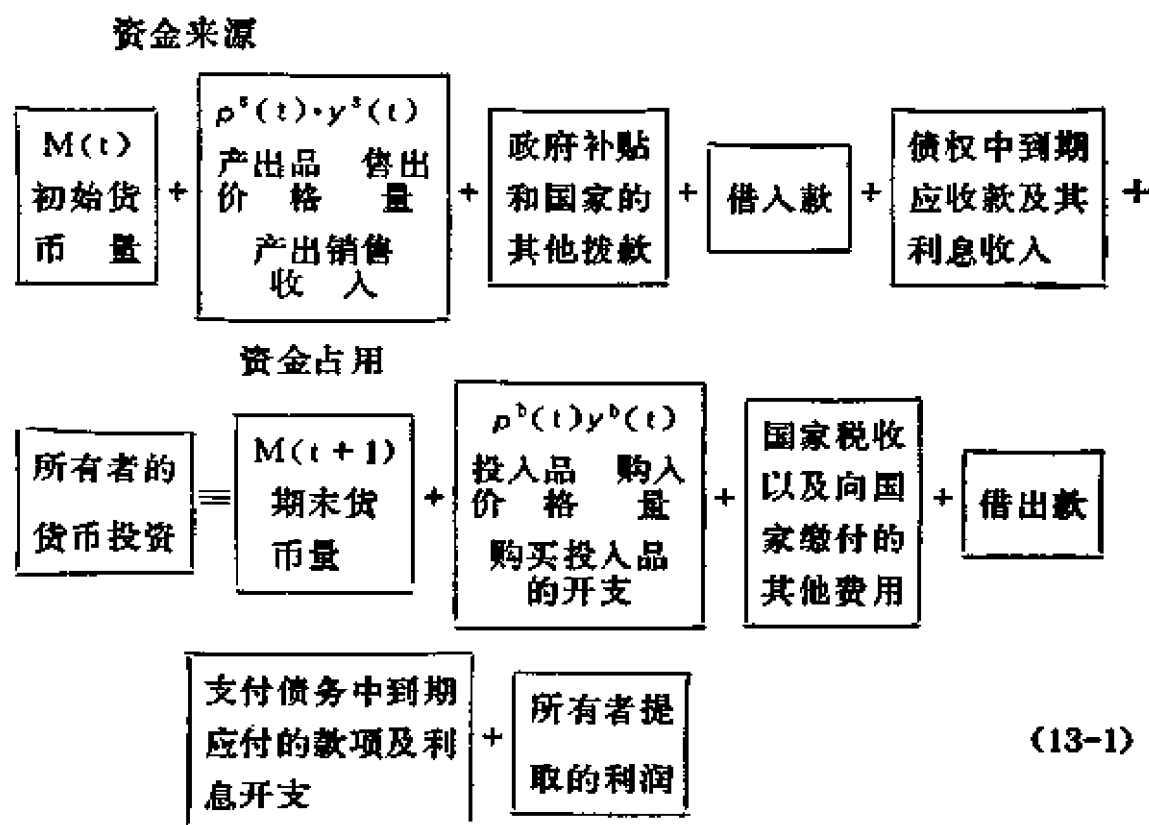 资金来源
M(t)
初始货
币 量
+
pˢ(t)·yˢ(t)
产出品 售出
价 格 量
产出销售
收 入
+
政府补贴
和国家的
其他拨款
+
借入款
+
债权中到期
应收款及其
利息收入
+
资金占用
所有者的
货币投资
≡
M(t+1)
期末货
币量
+
pᵇ(t)yᵇ(t)
投入品 购入
价 格 量
购买投入品
的开支
+
国家税收
以及向国
家缴付的
其他费用
+
借出款
支付债务中到期
应付的款项及利
息开支
+
所有者提
取的利润
(13-1)